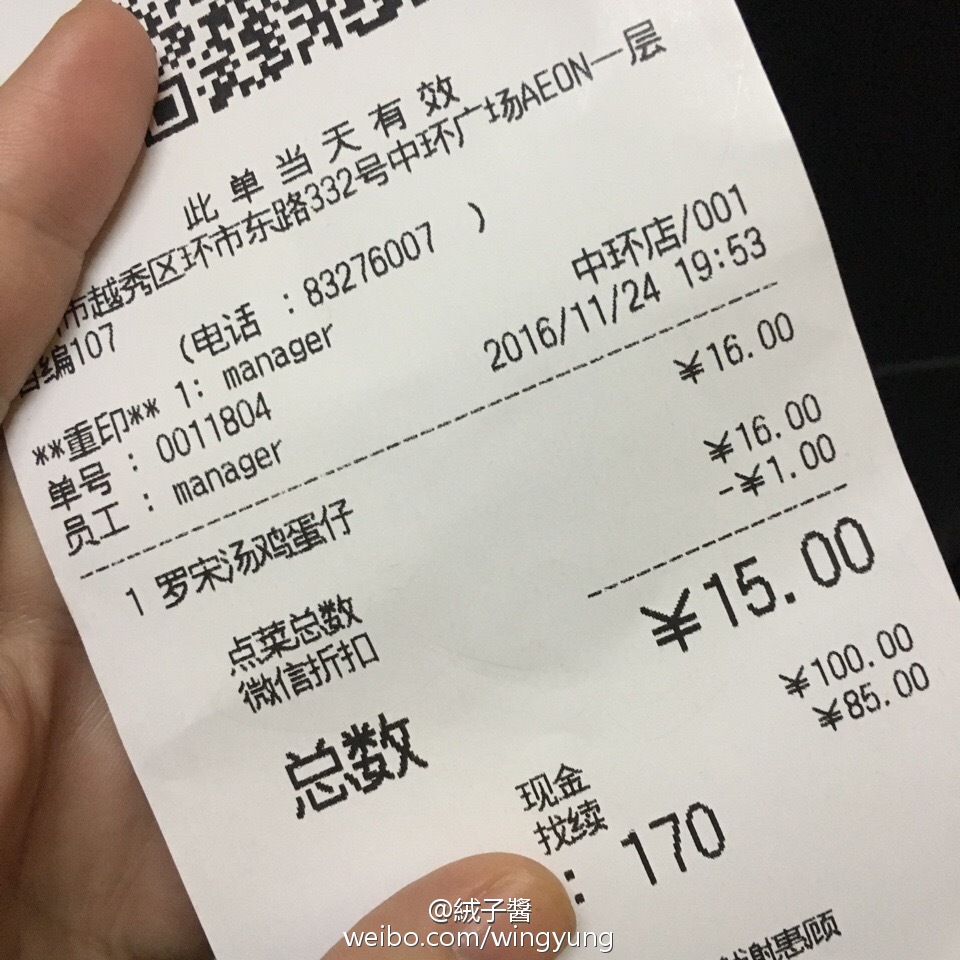 此单当天有效
市越秀区环市东路332号中环广场AEON一层
自编107 (电话 :83276007 )
**重印** 1: manager 中环店/001
单号 : 0011804 2016/11/24 19:53
员工 : manager
1 罗宋汤鸡蛋仔 ¥16.00
点菜总数 ¥16.00
微信折扣 -¥1.00
总数 ¥15.00
现金 ¥100.00
找续 ¥85.00
: 170
谢惠顾
@絨子醬
weibo.com/wingyung